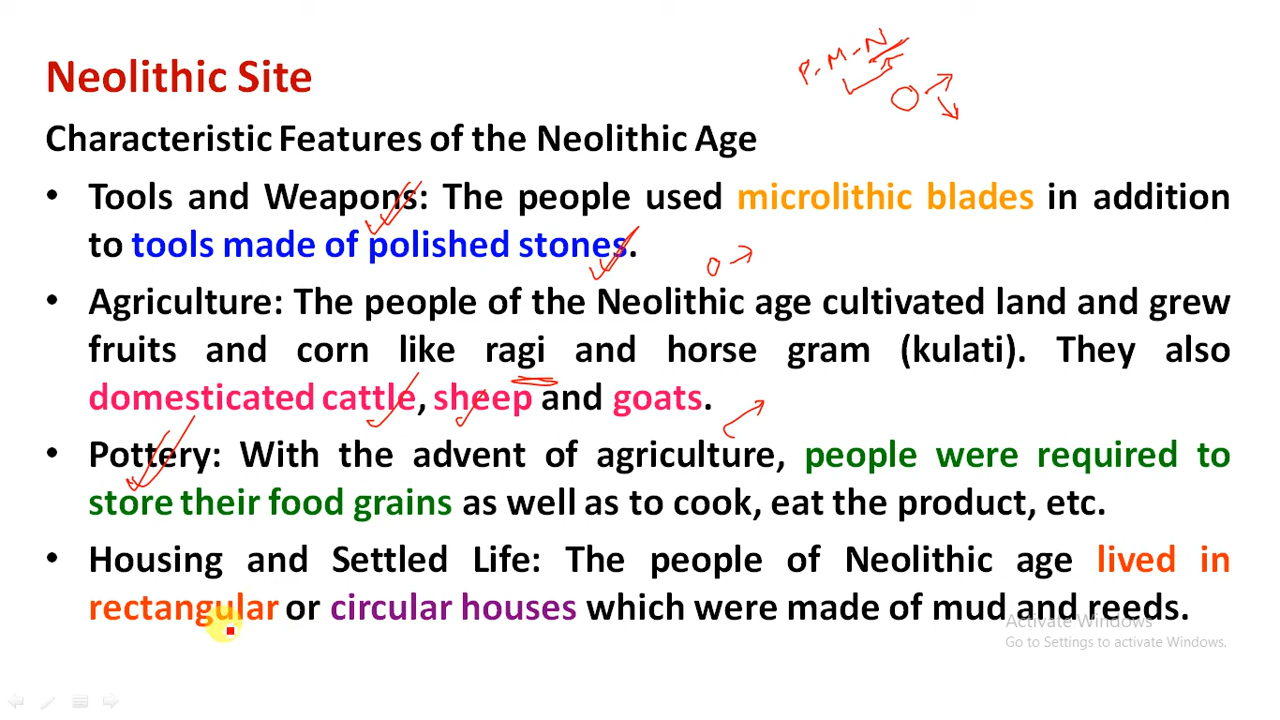 Neolithic Site
P-M-N
Characteristic Features of the Neolithic Age
• Tools and Weapons: The people used microlithic blades in addition
to tools made of polished stones.
• Agriculture: The people of the Neolithic age cultivated land and grew
fruits and corn like ragi and horse gram (kulati). They also
domesticated cattle, sheep and goats.
• Pottery: With the advent of agriculture, people were required to
store their food grains as well as to cook, eat the product, etc.
• Housing and Settled Life: The people of Neolithic age lived in
rectangular or circular houses which were made of mud and reeds.
Activate Windows
Go to Settings to activate Windows.